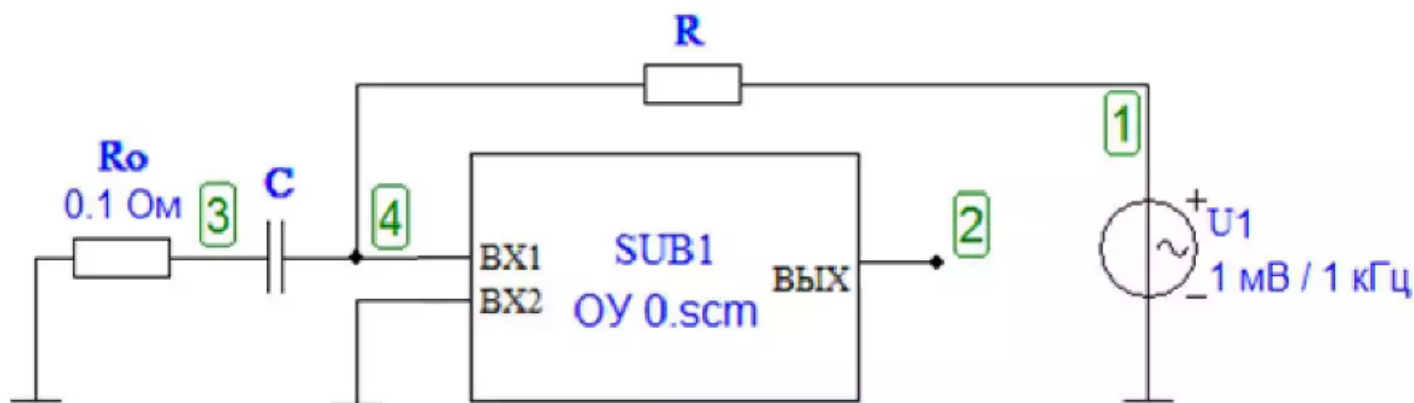 R
1
Ro
0.1 Ом
3
C
4
2
+
U1
1 мВ / 1 кГц
−
ВХ1
ВХ2
SUB1
ОУ 0.scm
ВЫХ